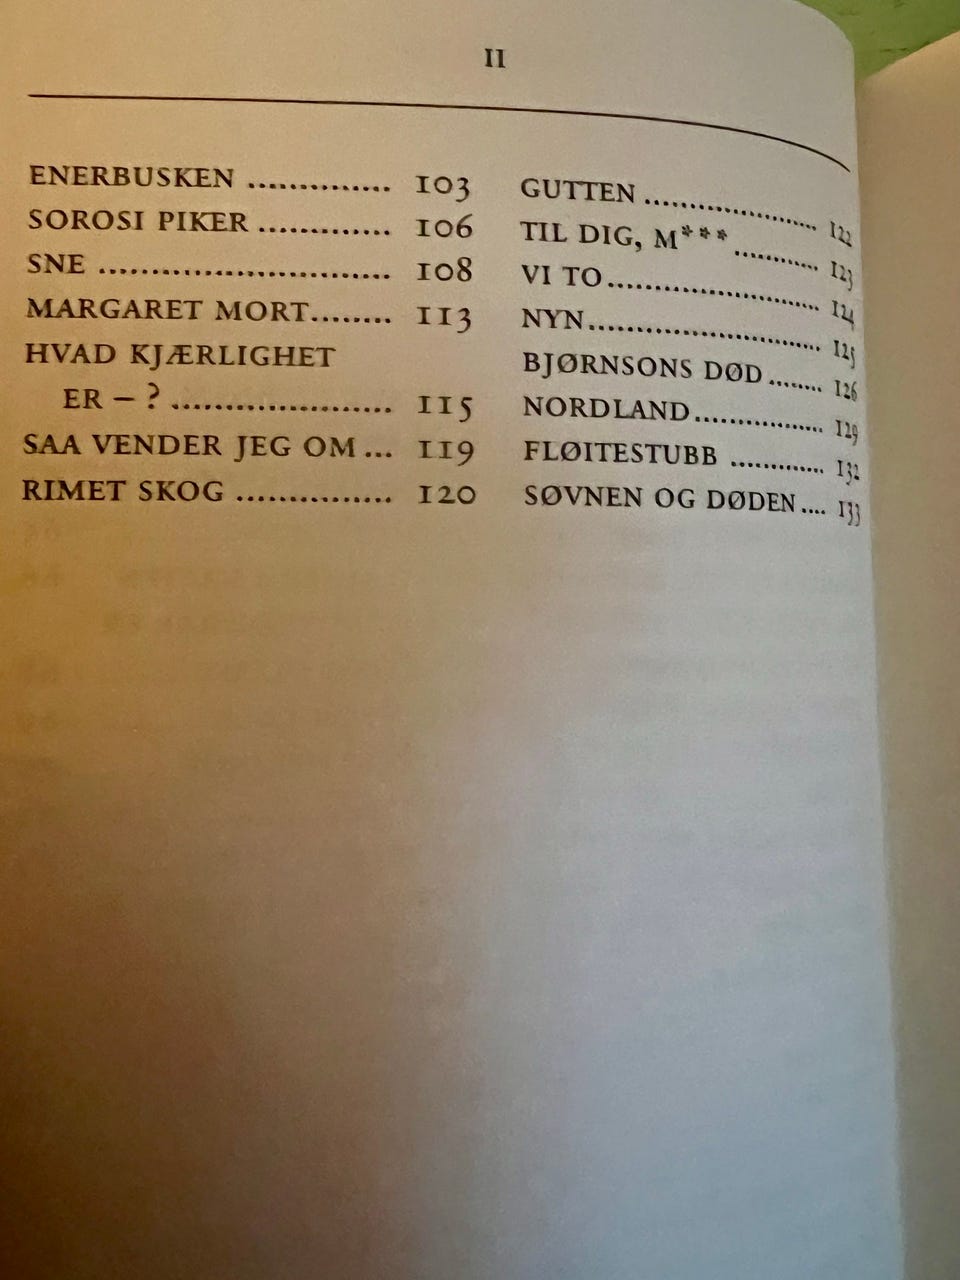 II
ENERBUSKEN .............. 103
SOROSI PIKER ............. 106
SNE ............................ 108
MARGARET MORT........ 113
HVAD KJÆRLIGHET
ER – ? ..................... 115
SAA VENDER JEG OM ... 119
RIMET SKOG ............... 120
GUTTEN .................... 122
TIL DIG, M*** ........... 123
VI TO......................... 124
NYN........................... 125
BJØRNSONS DØD ........ 126
NORDLAND................ 129
FLØITESTUBB ............ 132
SØVNEN OG DØDEN .... 133